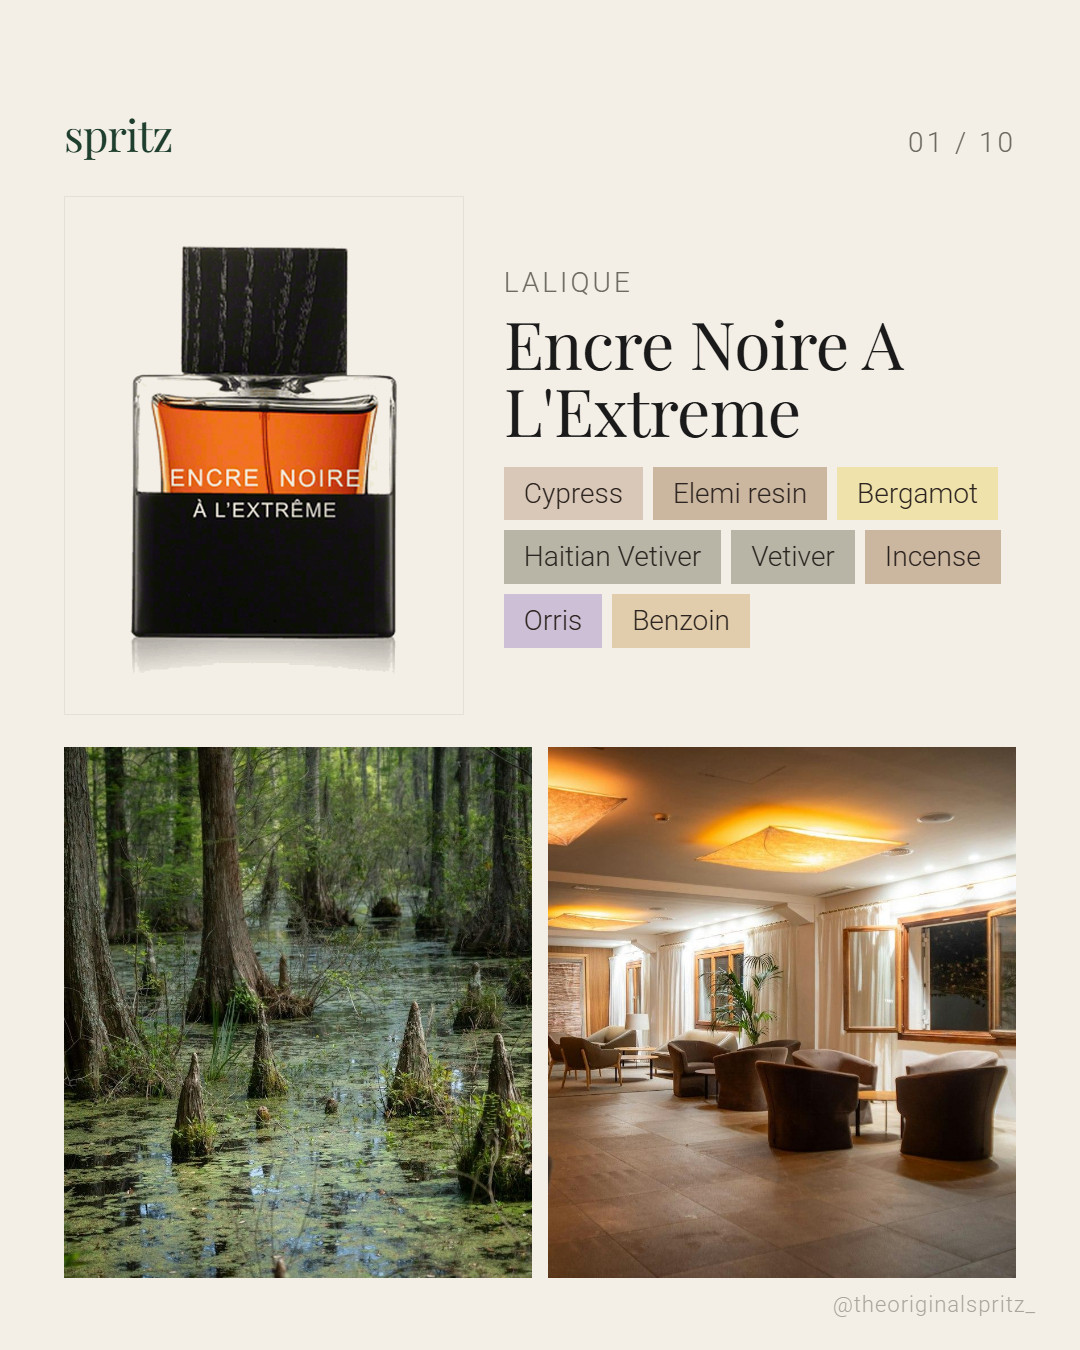 spritz
01 / 10
ENCRE NOIRE
À L'EXTRÊME
LALIQUE
Encre Noire A
L'Extreme
Cypress
Elemi resin
Bergamot
Haitian Vetiver
Vetiver
Incense
Orris
Benzoin
@theoriginalspritz_